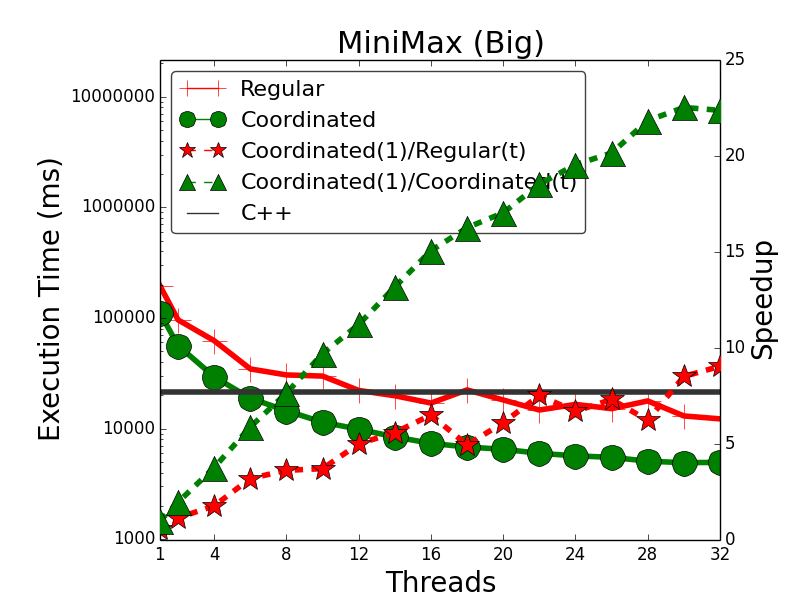 MiniMax (Big)
Regular
Coordinated
Coordinated(1)/Regular(t)
Coordinated(1)/Coordinated(t)
C++
Execution Time (ms)
10000000
1000000
100000
10000
1000
25
20
15
10
5
0
Speedup
1 4 8 12 16 20 24 28 32
Threads